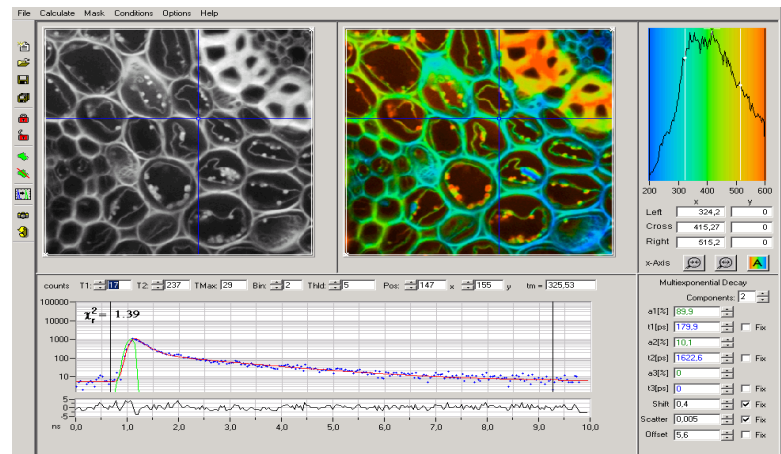 File Calculate Mask Conditions Options Help
200 300 400 500 600
x y
Left 324,2 0
Cross 415,27 0
Right 515,2 0
x-Axis A
counts T1: 17 T2: 237 TMax: 29 Bin: 2 Thld: 5 Pos: 147 x 155 y tm = 325,53
100000
10000
1000
100
10
χ²r = 1.39
5
0
-5
0,0 1,0 2,0 3,0 4,0 5,0 6,0 7,0 8,0 9,0 10,0
ns
Multiexponential Decay
Components: 2
a1[%] 89,9
t1[ps] 179,9 Fix
a2[%] 10,1
t2[ps] 1622,6 Fix
a3[%] 0
t3[ps] 0 Fix
Shift 0,4 Fix
Scatter 0,005 Fix
Offset 5,6 Fix